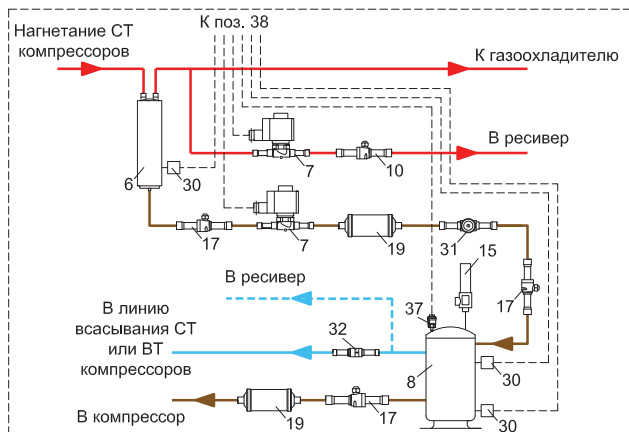 Нагнетание СТ
компрессоров
К поз. 38
К газоохладителю
В ресивер
6
30
7
10
17
7
19
31
15
17
В ресивер
37
В линию
всасывания СТ
или ВТ
компрессоров
32
8
30
30
В компрессор
19
17